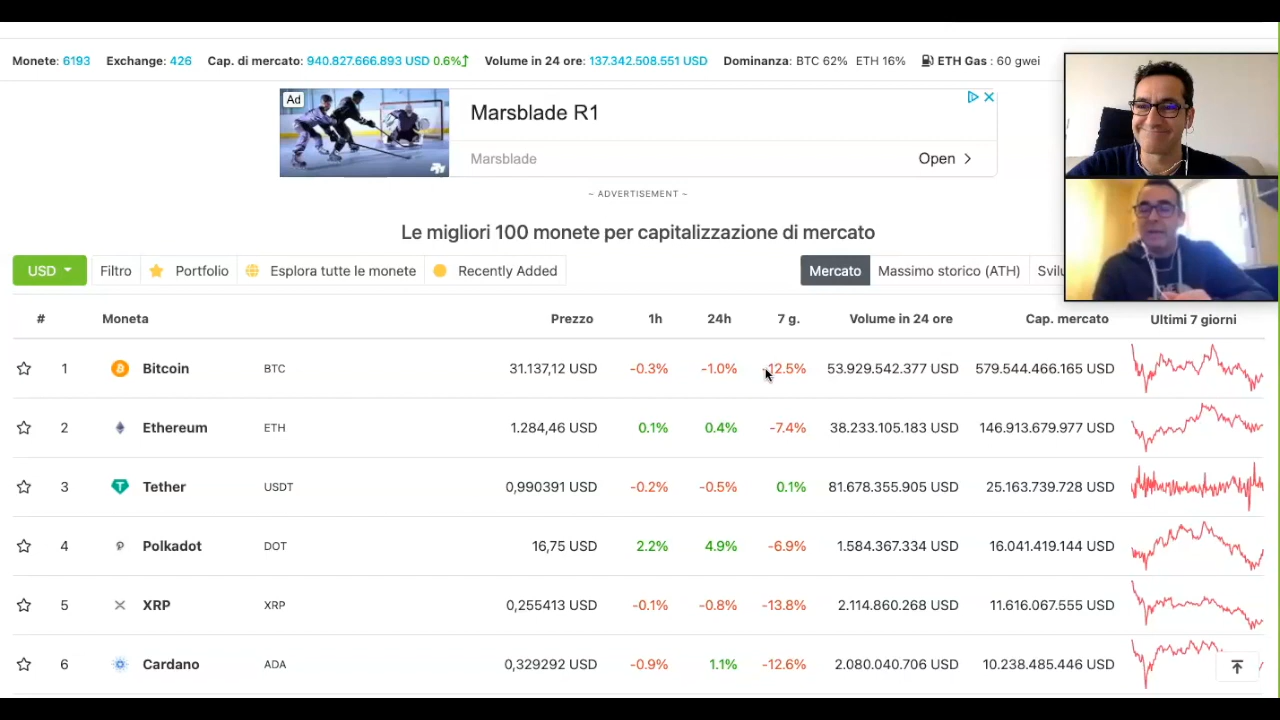 Monete: 6193 Exchange: 426 Cap. di mercato: 940.827.666.893 USD 0.6% Volume in 24 ore: 137.342.508.551 USD Dominanza: BTC 62% ETH 16% ETH Gas : 60 gwei
Ad
Marsblade R1
Marsblade
Open
~ ADVERTISEMENT ~
Le migliori 100 monete per capitalizzazione di mercato
USD Filtro Portfolio Esplora tutte le monete Recently Added Mercato Massimo storico (ATH)
# Moneta Prezzo 1h 24h 7 g. Volume in 24 ore Cap. mercato Ultimi 7 giorni
1 Bitcoin BTC 31.137,12 USD -0.3% -1.0% -12.5% 53.929.542.377 USD 579.544.466.165 USD
2 Ethereum ETH 1.284,46 USD 0.1% 0.4% -7.4% 38.233.105.183 USD 146.913.679.977 USD
3 Tether USDT 0,990391 USD -0.2% -0.5% 0.1% 81.678.355.905 USD 25.163.739.728 USD
4 Polkadot DOT 16,75 USD 2.2% 4.9% -6.9% 1.584.367.334 USD 16.041.419.144 USD
5 XRP XRP 0,255413 USD -0.1% -0.8% -13.8% 2.114.860.268 USD 11.616.067.555 USD
6 Cardano ADA 0,329292 USD -0.9% 1.1% -12.6% 2.080.040.706 USD 10.238.485.446 USD